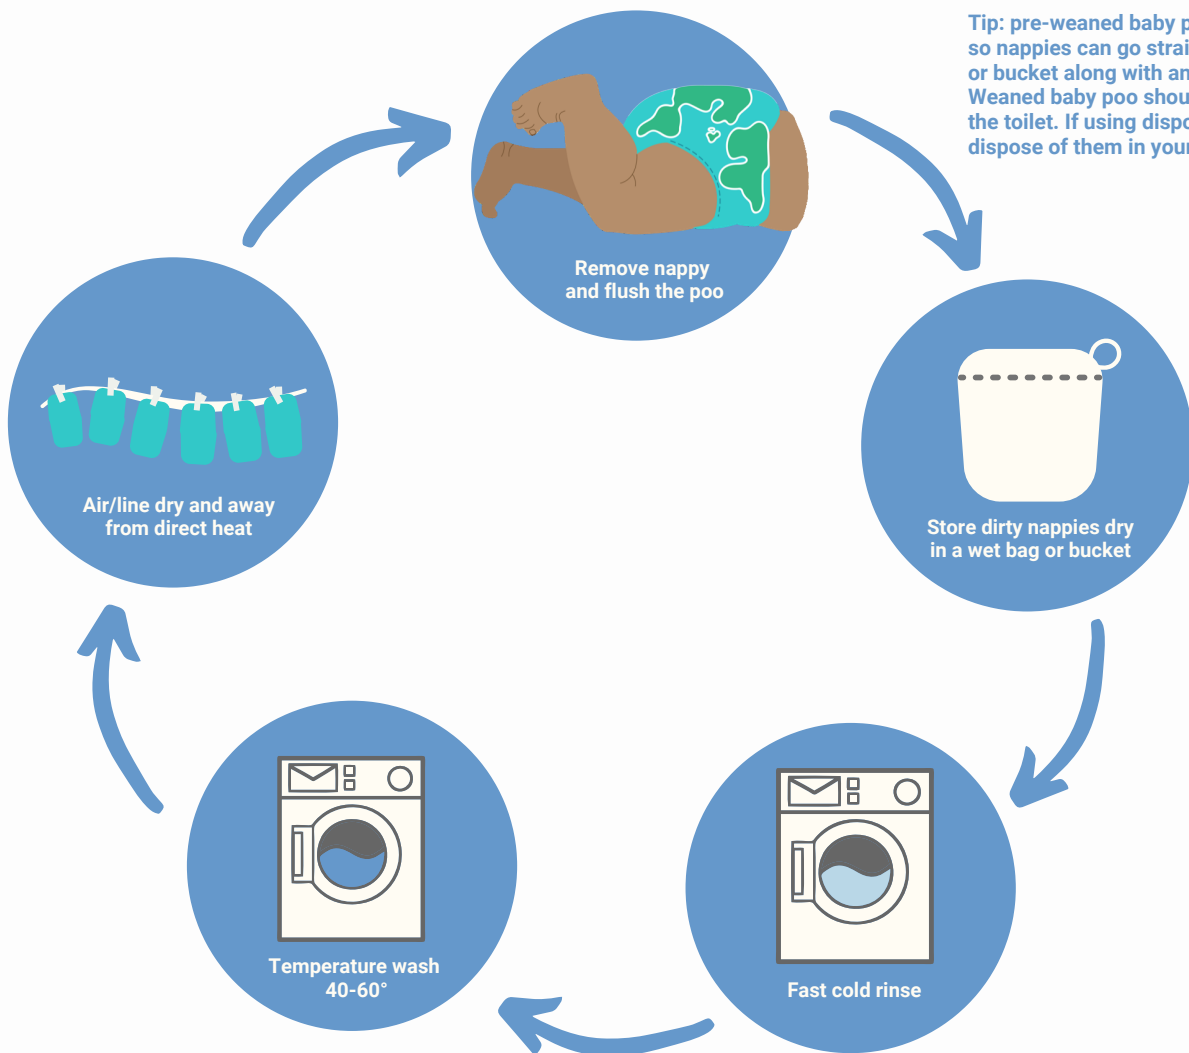 Tip: pre-weaned baby
so nappies can go
or bucket along with
Weaned baby poo
the toilet. If using
dispose of them in your
Remove nappy
and flush the poo
Store dirty nappies dry
in a wet bag or bucket
Fast cold rinse
Temperature wash
40-60°
Air/line dry and away
from direct heat